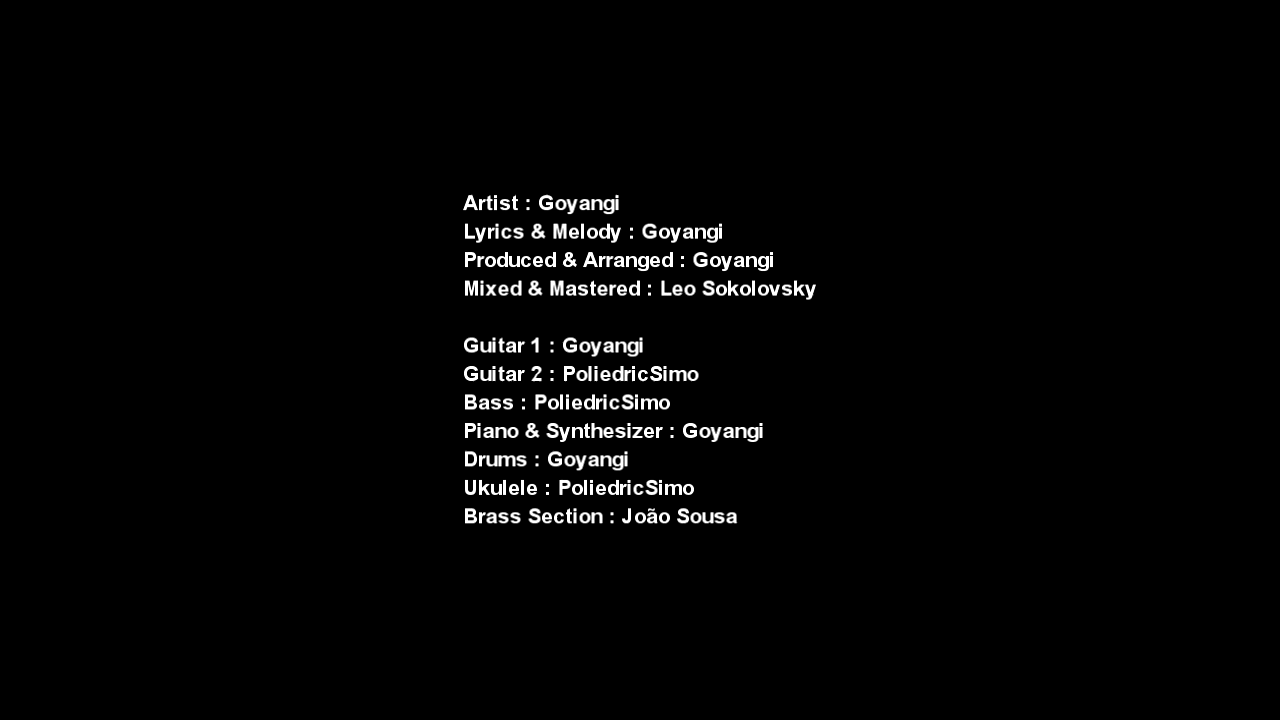 Artist : Goyangi
Lyrics & Melody : Goyangi
Produced & Arranged : Goyangi
Mixed & Mastered : Leo Sokolovsky
Guitar 1 : Goyangi
Guitar 2 : PoliedricSimo
Bass : PoliedricSimo
Piano & Synthesizer : Goyangi
Drums : Goyangi
Ukulele : PoliedricSimo
Brass Section : João Sousa